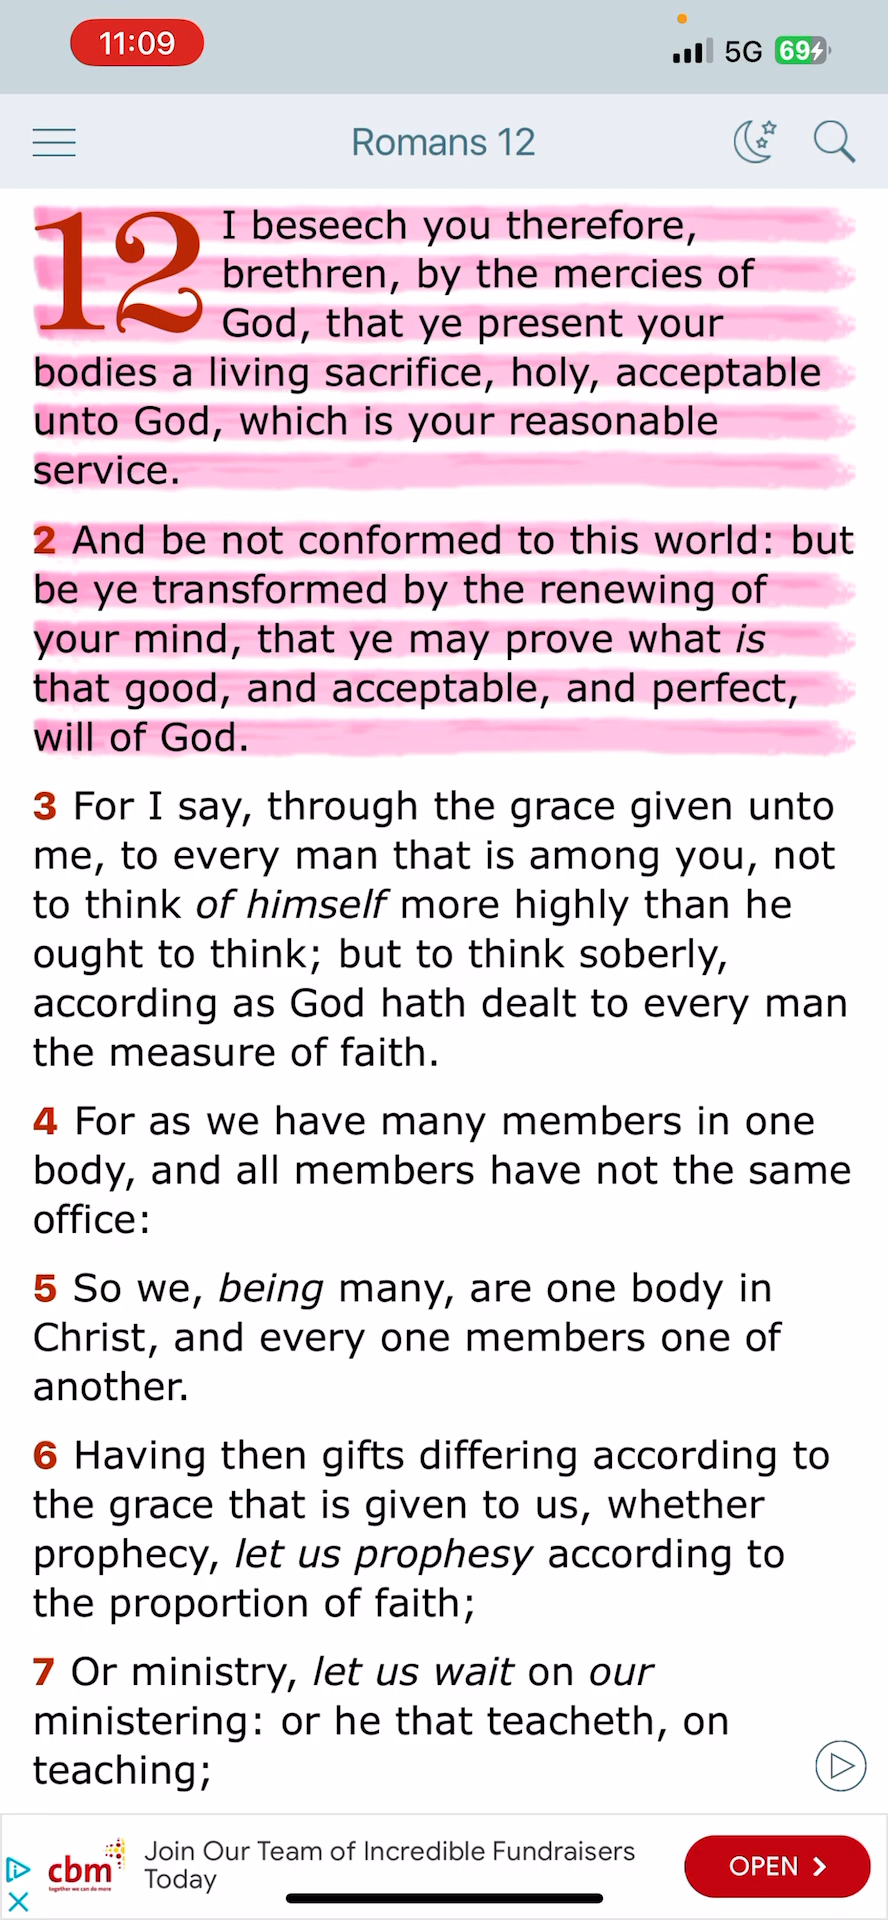 11:09
5G 69
Romans 12
12 I beseech you therefore,
brethren, by the mercies of
God, that ye present your
bodies a living sacrifice, holy, acceptable
unto God, which is your reasonable
service.
2 And be not conformed to this world: but
be ye transformed by the renewing of
your mind, that ye may prove what is
that good, and acceptable, and perfect,
will of God.
3 For I say, through the grace given unto
me, to every man that is among you, not
to think of himself more highly than he
ought to think; but to think soberly,
according as God hath dealt to every man
the measure of faith.
4 For as we have many members in one
body, and all members have not the same
office:
5 So we, being many, are one body in
Christ, and every one members one of
another.
6 Having then gifts differing according to
the grace that is given to us, whether
prophecy, let us prophesy according to
the proportion of faith;
7 Or ministry, let us wait on our
ministering: or he that teacheth, on
teaching;
cbm
together we can do more
Join Our Team of Incredible Fundraisers
Today
OPEN